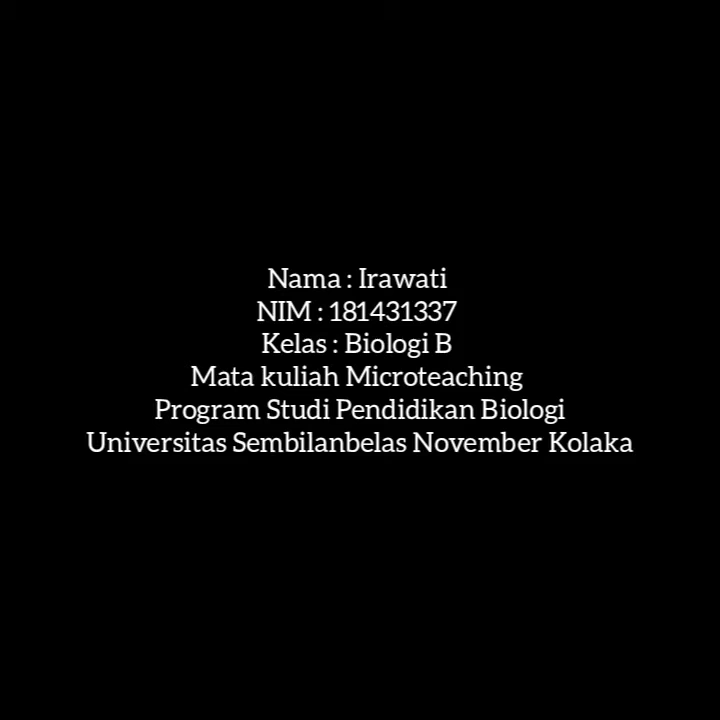 Nama : Irawati
NIM : 181431337
Kelas : Biologi B
Mata kuliah Microteaching
Program Studi Pendidikan Biologi
Universitas Sembilanbelas November Kolaka